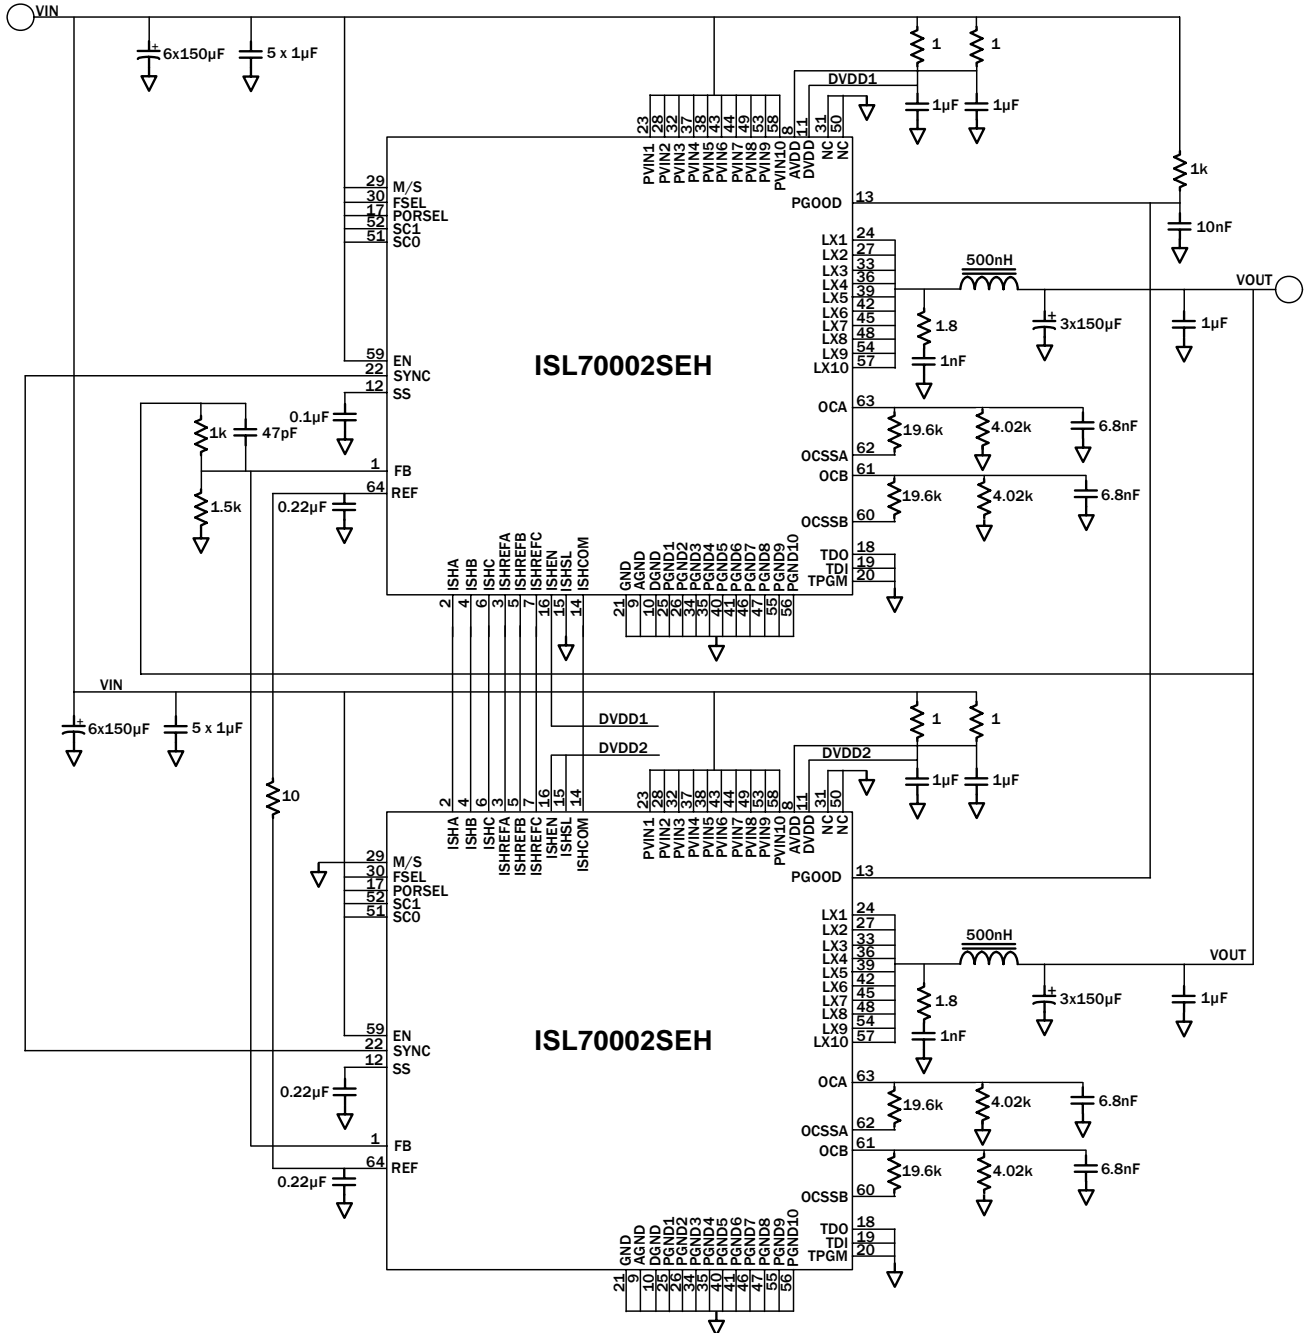 VIN
6x150µF
5 x 1µF
1
1
DVDD1
1µF
1µF
23 28 32 37 38 43 44 49 53 58 8 11 31 50
PVIN1 PVIN2 PVIN3 PVIN4 PVIN5 PVIN6 PVIN7 PVIN8 PVIN9 PVIN10 AVDD DVDD NC NC
29 M/S
30 FSEL
17 PORSEL
52 SC1
51 SC0
PGOOD 13
1k
10nF
LX1 24
LX2 27
LX3 33
LX4 36
LX5 39
LX6 42
LX7 45
LX8 48
LX9 54
LX10 57
500nH
VOUT
1.8
1nF
3x150µF
1µF
ISL70002SEH
59 EN
22 SYNC
12 SS
0.1µF
1k
47pF
1 FB
64 REF
1.5k
0.22µF
OCA 63
19.6k
4.02k
6.8nF
OCSSA 62
OCB 61
19.6k
4.02k
6.8nF
OCSSB 60
TDO 18
TDI 19
TPGM 20
ISHA ISHB ISHC ISHREFA ISHREFB ISHREFC ISHEN ISHSL ISHCOM
2 4 6 3 5 7 16 15 14
GND AGND DGND PGND1 PGND2 PGND3 PGND4 PGND5 PGND6 PGND7 PGND8 PGND9 PGND10
21 9 10 25 26 34 35 40 41 46 47 55 56
VIN
6x150µF
5 x 1µF
DVDD1
DVDD2
1
1
DVDD2
1µF
1µF
10
2 4 6 3 5 7 16 15 14
ISHA ISHB ISHC ISHREFA ISHREFB ISHREFC ISHEN ISHSL ISHCOM
23 28 32 37 38 43 44 49 53 58 8 11 31 50
PVIN1 PVIN2 PVIN3 PVIN4 PVIN5 PVIN6 PVIN7 PVIN8 PVIN9 PVIN10 AVDD DVDD NC NC
29 M/S
30 FSEL
17 PORSEL
52 SC1
51 SC0
PGOOD 13
LX1 24
LX2 27
LX3 33
LX4 36
LX5 39
LX6 42
LX7 45
LX8 48
LX9 54
LX10 57
500nH
VOUT
1.8
1nF
3x150µF
1µF
ISL70002SEH
59 EN
22 SYNC
12 SS
0.22µF
1 FB
64 REF
0.22µF
OCA 63
19.6k
4.02k
6.8nF
OCSSA 62
OCB 61
19.6k
4.02k
6.8nF
OCSSB 60
TDO 18
TDI 19
TPGM 20
GND AGND DGND PGND1 PGND2 PGND3 PGND4 PGND5 PGND6 PGND7 PGND8 PGND9 PGND10
21 9 10 25 26 34 35 40 41 46 47 55 56